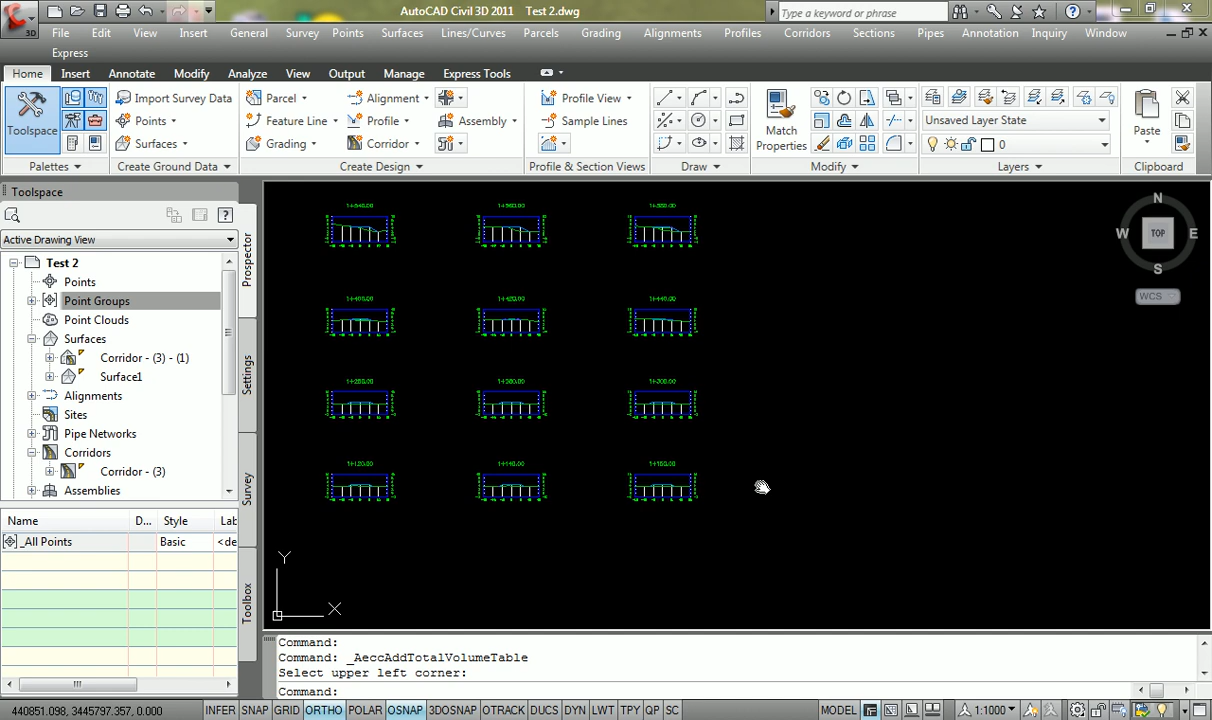 AutoCAD Civil 3D 2011 Test 2.dwg
Type a keyword or phrase
3D
File Edit View Insert General Survey Points Surfaces Lines/Curves Parcels Grading Alignments Profiles Corridors Sections Pipes Annotation Inquiry Window
Express
Home Insert Annotate Modify Analyze View Output Manage Express Tools
Toolspace
Import Survey Data
Points
Surfaces
Parcel
Feature Line
Grading
Alignment
Profile
Corridor
Assembly
Profile View
Sample Lines
Match
Properties
Unsaved Layer State
0
Paste
Palettes Create Ground Data Create Design Profile & Section Views Draw Modify Layers Clipboard
Toolspace
Active Drawing View
Test 2
Points
Point Groups
Point Clouds
Surfaces
Corridor - (3) - (1)
Surface1
Alignments
Sites
Pipe Networks
Corridors
Corridor - (3)
Assemblies
Prospector
Settings
Survey
Toolbox
Name D... Style Lab
_All Points Basic <de
N
W TOP E
S
WCS
Y
X
Command:
Command: _AeccAddTotalVolumeTable
Select upper left corner:
Command:
440851.098, 3445797.357, 0.000 INFER SNAP GRID ORTHO POLAR OSNAP 3DOSNAP OTRACK DUCS DYN LWT TPY QP SC MODEL 1:1000